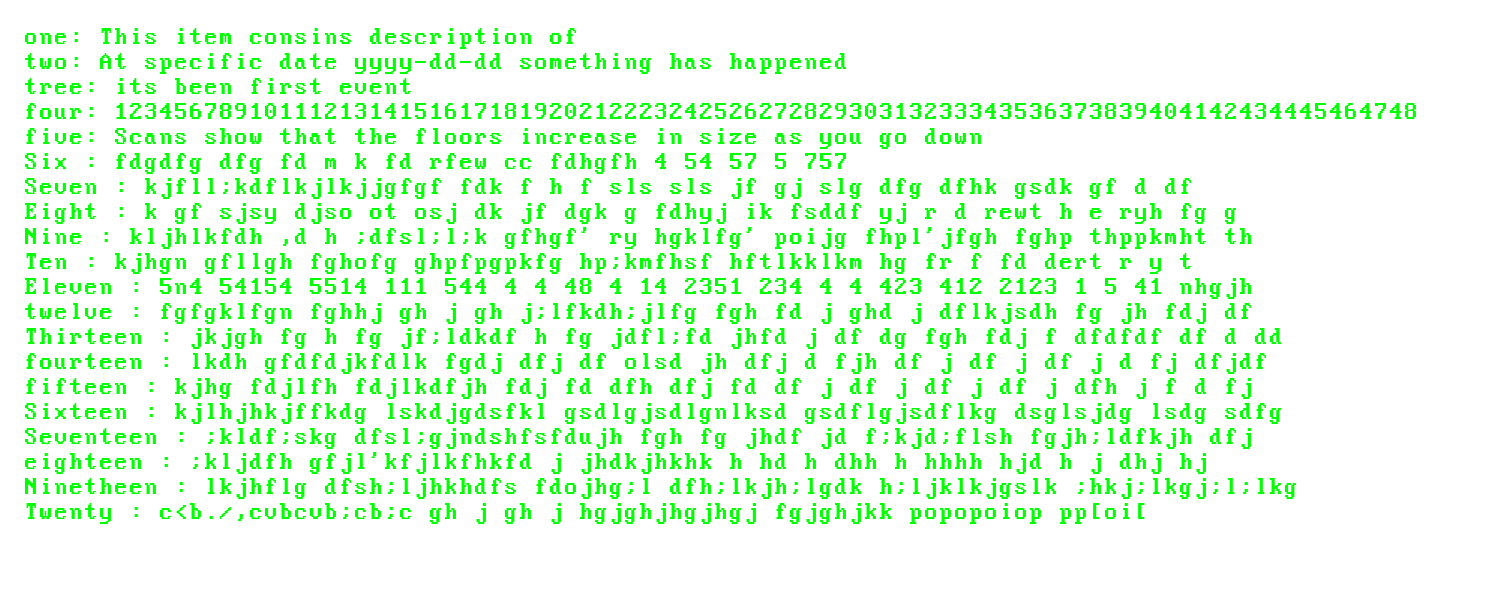 one: This item consins description of
two: At specific date yyyy-dd-dd something has happened
tree: its been first event
four: 123456789101112131415161718192021222324252627282930313233343536373839404142434445464748
five: Scans show that the floors increase in size as you go down
Six : fdgdfg dfg fd m k fd rfew cc fdhgfh 4 54 57 5 757
Seven : kjfll;kdflkjlkjjgfgf fdk f h f sls sls jf gj slg dfg dfhk gsdk gf d df
Eight : k gf sjsy djso ot osj dk jf dgk g fdhyj ik fsddf yj r d rewt h e ryh fg g
Nine : kljhlkfdh ,d h ;dfsl;l;k gfhgf' ry hgklfg' poijg fhpl'jfgh fghp thppkmht th
Ten : kjhgn gfllgh fghofg ghpfpgpkfg hp;kmfhsf hftlkklkm hg fr f fd dert r y t
Eleven : 5n4 54154 5514 111 544 4 4 48 4 14 2351 234 4 4 423 412 2123 1 5 41 nhgjh
twelve : fgfgklfgn fghhj gh j gh j;lfkdh;jlfg fgh fd j ghd j dflkjsdh fg jh fdj df
Thirteen : jkjgh fg h fg jf;ldkdf h fg jdfl;fd jhfd j df dg fgh fdj f dfdfdf df d dd
fourteen : lkdh gfdfdjkfdlk fgdj dfj df olsd jh dfj d fjh df j df j df j d fj dfjdf
fifteen : kjhg fdjlfh fdjlkdfjh fdj fd dfh dfj fd df j df j df j df j dfh j f d fj
Sixteen : kjlhjhkjffkdg lskdjgdsfkl gsdlgjsdlgnlksd gsdflgjsdflkg dsglsjdg lsdg sdfg
Seventeen : ;kldf;skg dfsl;gjndshfsfdujh fgh fg jhdf jd f;kjd;flsh fgjh;ldfkjh dfj
eighteen : ;kljdfh gfjl'kfjlkfhkfd j jhdkjhkhk h hd h dhh h hhhh hjd h j dhj hj
Ninetheen : lkjhflg dfsh;ljhkhdfs fdojhg;l dfh;lkjh;lgdk h;ljklkjgslk ;hkj;lkgj;l;lkg
Twenty : c<b./,cvbcvb;cb;c gh j gh j hgjghjhgjhgj fgjghjkk popopoiop pp[oi[